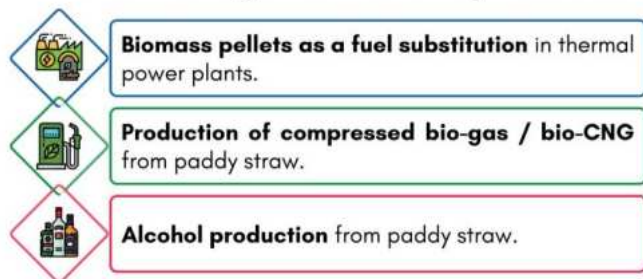 Biomass pellets as a fuel substitution in thermal
power plants.
Production of compressed bio-gas / bio-CNG
from paddy straw.
Alcohol production from paddy straw.